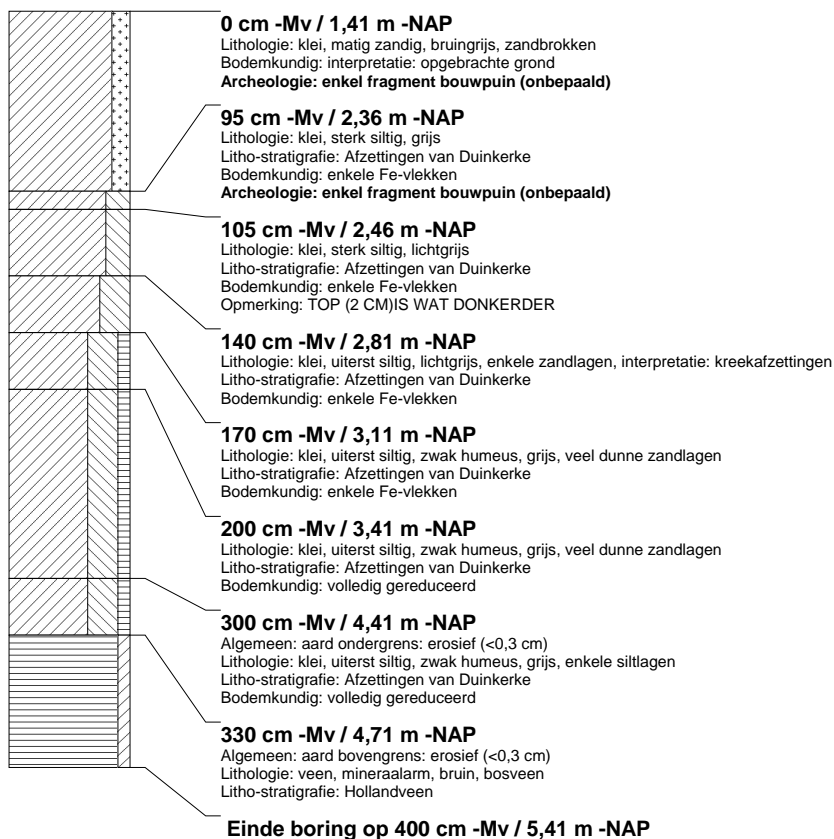 0 cm -Mv / 1,41 m -NAP
Lithologie: klei, matig zandig, bruingrijs, zandbrokken
Bodemkundig: interpretatie: opgebrachte grond
Archeologie: enkel fragment bouwpuin (onbepaald)
95 cm -Mv / 2,36 m -NAP
Lithologie: klei, sterk siltig, grijs
Litho-stratigrafie: Afzettingen van Duinkerke
Bodemkundig: enkele Fe-vlekken
Archeologie: enkel fragment bouwpuin (onbepaald)
105 cm -Mv / 2,46 m -NAP
Lithologie: klei, sterk siltig, lichtgrijs
Litho-stratigrafie: Afzettingen van Duinkerke
Bodemkundig: enkele Fe-vlekken
Opmerking: TOP (2 CM)IS WAT DONKERDER
140 cm -Mv / 2,81 m -NAP
Lithologie: klei, uiterst siltig, lichtgrijs, enkele zandlagen, interpretatie: kreekafzettingen
Litho-stratigrafie: Afzettingen van Duinkerke
Bodemkundig: enkele Fe-vlekken
170 cm -Mv / 3,11 m -NAP
Lithologie: klei, uiterst siltig, zwak humeus, grijs, veel dunne zandlagen
Litho-stratigrafie: Afzettingen van Duinkerke
Bodemkundig: enkele Fe-vlekken
200 cm -Mv / 3,41 m -NAP
Lithologie: klei, uiterst siltig, zwak humeus, grijs, veel dunne zandlagen
Litho-stratigrafie: Afzettingen van Duinkerke
Bodemkundig: volledig gereduceerd
300 cm -Mv / 4,41 m -NAP
Algemeen: aard ondergrens: erosief (<0,3 cm)
Lithologie: klei, uiterst siltig, zwak humeus, grijs, enkele siltlagen
Litho-stratigrafie: Afzettingen van Duinkerke
Bodemkundig: volledig gereduceerd
330 cm -Mv / 4,71 m -NAP
Algemeen: aard bovengrens: erosief (<0,3 cm)
Lithologie: veen, mineraalarm, bruin, bosveen
Litho-stratigrafie: Hollandveen
Einde boring op 400 cm -Mv / 5,41 m -NAP